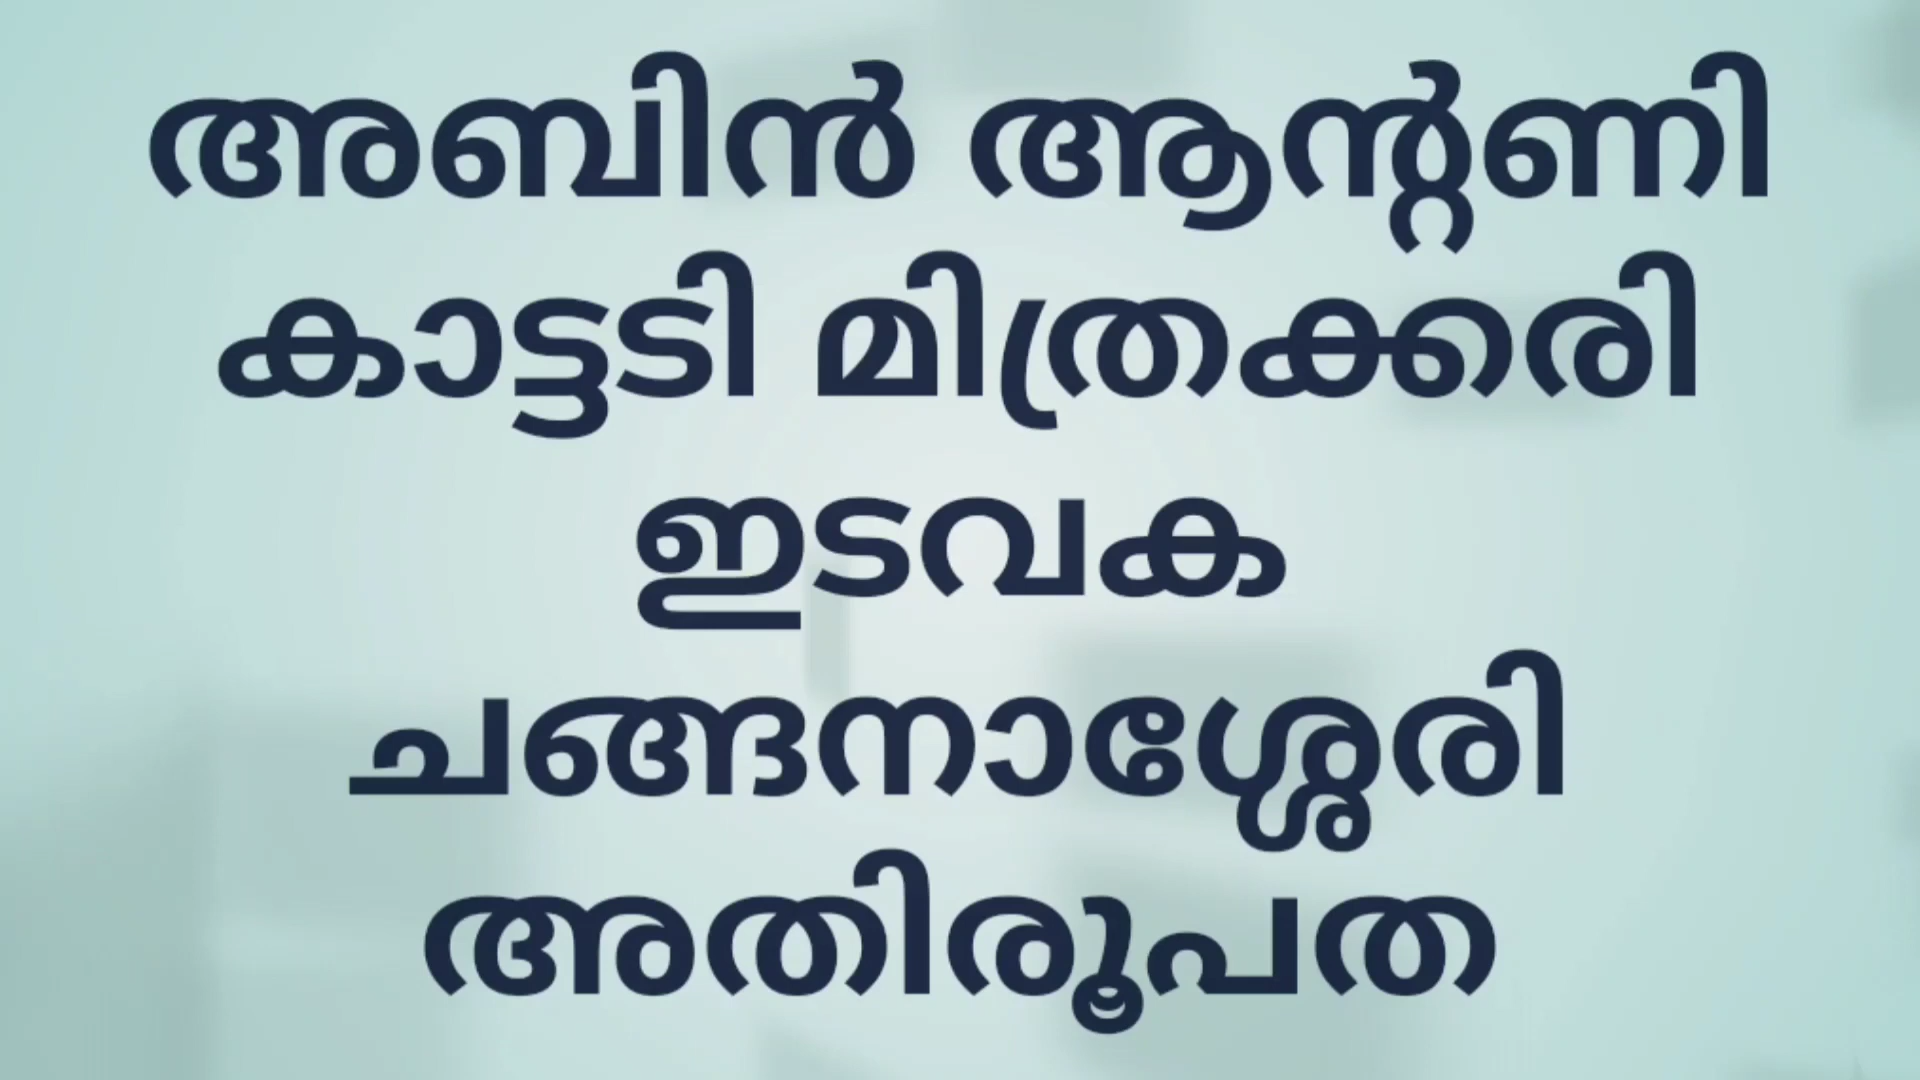 അബിൻ ആന്റണി
കാട്ടടി മിത്രക്കരി
ഇടവക
ചങ്ങനാശ്ശേരി
അതിരൂപത